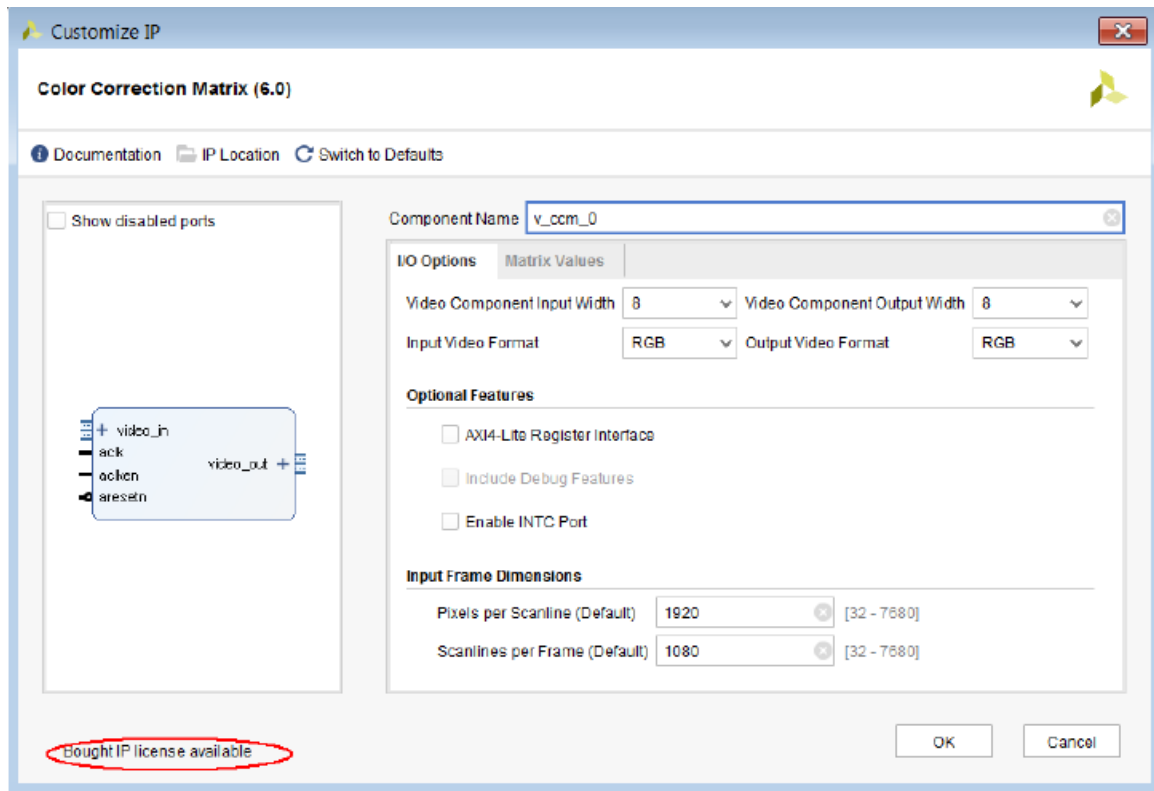 Customize IP
Color Correction Matrix (6.0)
Documentation IP Location Switch to Defaults
Show disabled ports
video_in
aclk
aclken
aresetn
video_out
Component Name v_ccm_0
I/O Options Matrix Values
Video Component Input Width 8 Video Component Output Width 8
Input Video Format RGB Output Video Format RGB
Optional Features
AXI4-Lite Register Interface
Include Debug Features
Enable INTC Port
Input Frame Dimensions
Pixels per Scanline (Default) 1920 [32 - 7680]
Scanlines per Frame (Default) 1080 [32 - 7680]
Bought IP license available
OK Cancel